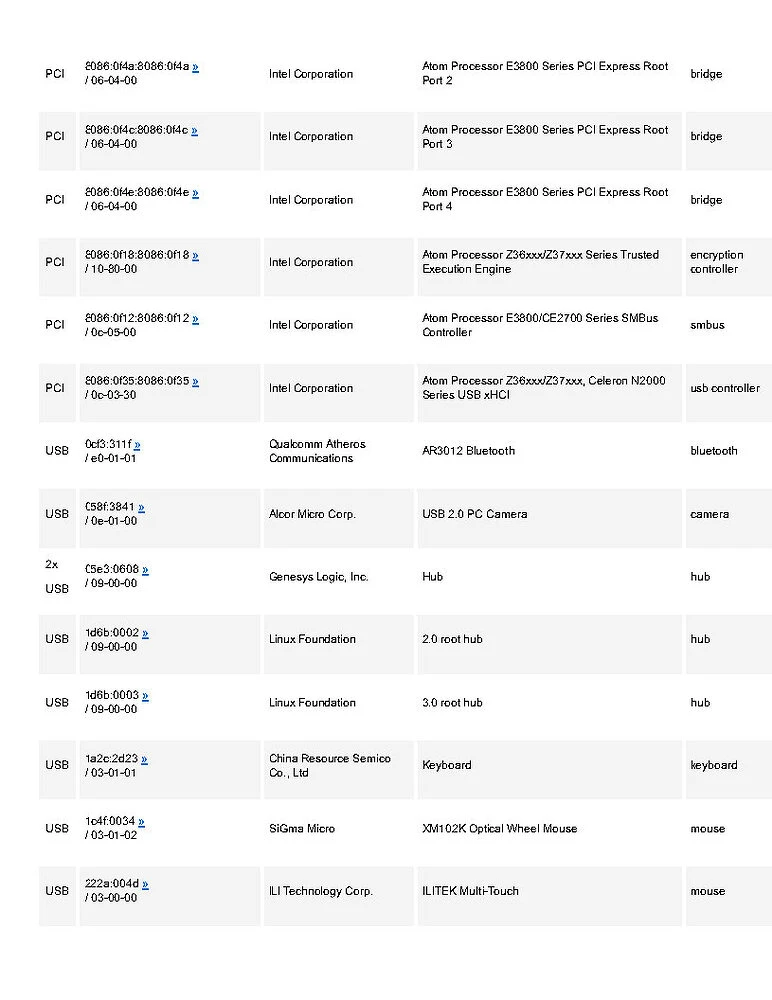 PCI
8086:0f4a:8086:0f4a »
/ 06-04-00
Intel Corporation
Atom Processor E3800 Series PCI Express Root
Port 2
bridge
PCI
8086:0f4c:8086:0f4c »
/ 06-04-00
Intel Corporation
Atom Processor E3800 Series PCI Express Root
Port 3
bridge
PCI
8086:0f4e:8086:0f4e »
/ 06-04-00
Intel Corporation
Atom Processor E3800 Series PCI Express Root
Port 4
bridge
PCI
8086:0f18:8086:0f18 »
/ 10-80-00
Intel Corporation
Atom Processor Z36xxx/Z37xxx Series Trusted
Execution Engine
encryption
controller
PCI
8086:0f12:8086:0f12 »
/ 0c-05-00
Intel Corporation
Atom Processor E3800/CE2700 Series SMBus
Controller
smbus
PCI
8086:0f35:8086:0f35 »
/ 0c-03-30
Intel Corporation
Atom Processor Z36xxx/Z37xxx, Celeron N2000
Series USB xHCI
usb controller
USB
0cf3:311f »
/ e0-01-01
Qualcomm Atheros
Communications
AR3012 Bluetooth
bluetooth
USB
058f:3841 »
/ 0e-01-00
Alcor Micro Corp.
USB 2.0 PC Camera
camera
2x
USB
05e3:0608 »
/ 09-00-00
Genesys Logic, Inc.
Hub
hub
USB
1d6b:0002 »
/ 09-00-00
Linux Foundation
2.0 root hub
hub
USB
1d6b:0003 »
/ 09-00-00
Linux Foundation
3.0 root hub
hub
USB
1a2c:2d23 »
/ 03-01-01
China Resource Semico
Co., Ltd
Keyboard
keyboard
USB
1c4f:0034 »
/ 03-01-02
SiGma Micro
XM102K Optical Wheel Mouse
mouse
USB
222a:004d »
/ 03-00-00
ILI Technology Corp.
ILITEK Multi-Touch
mouse